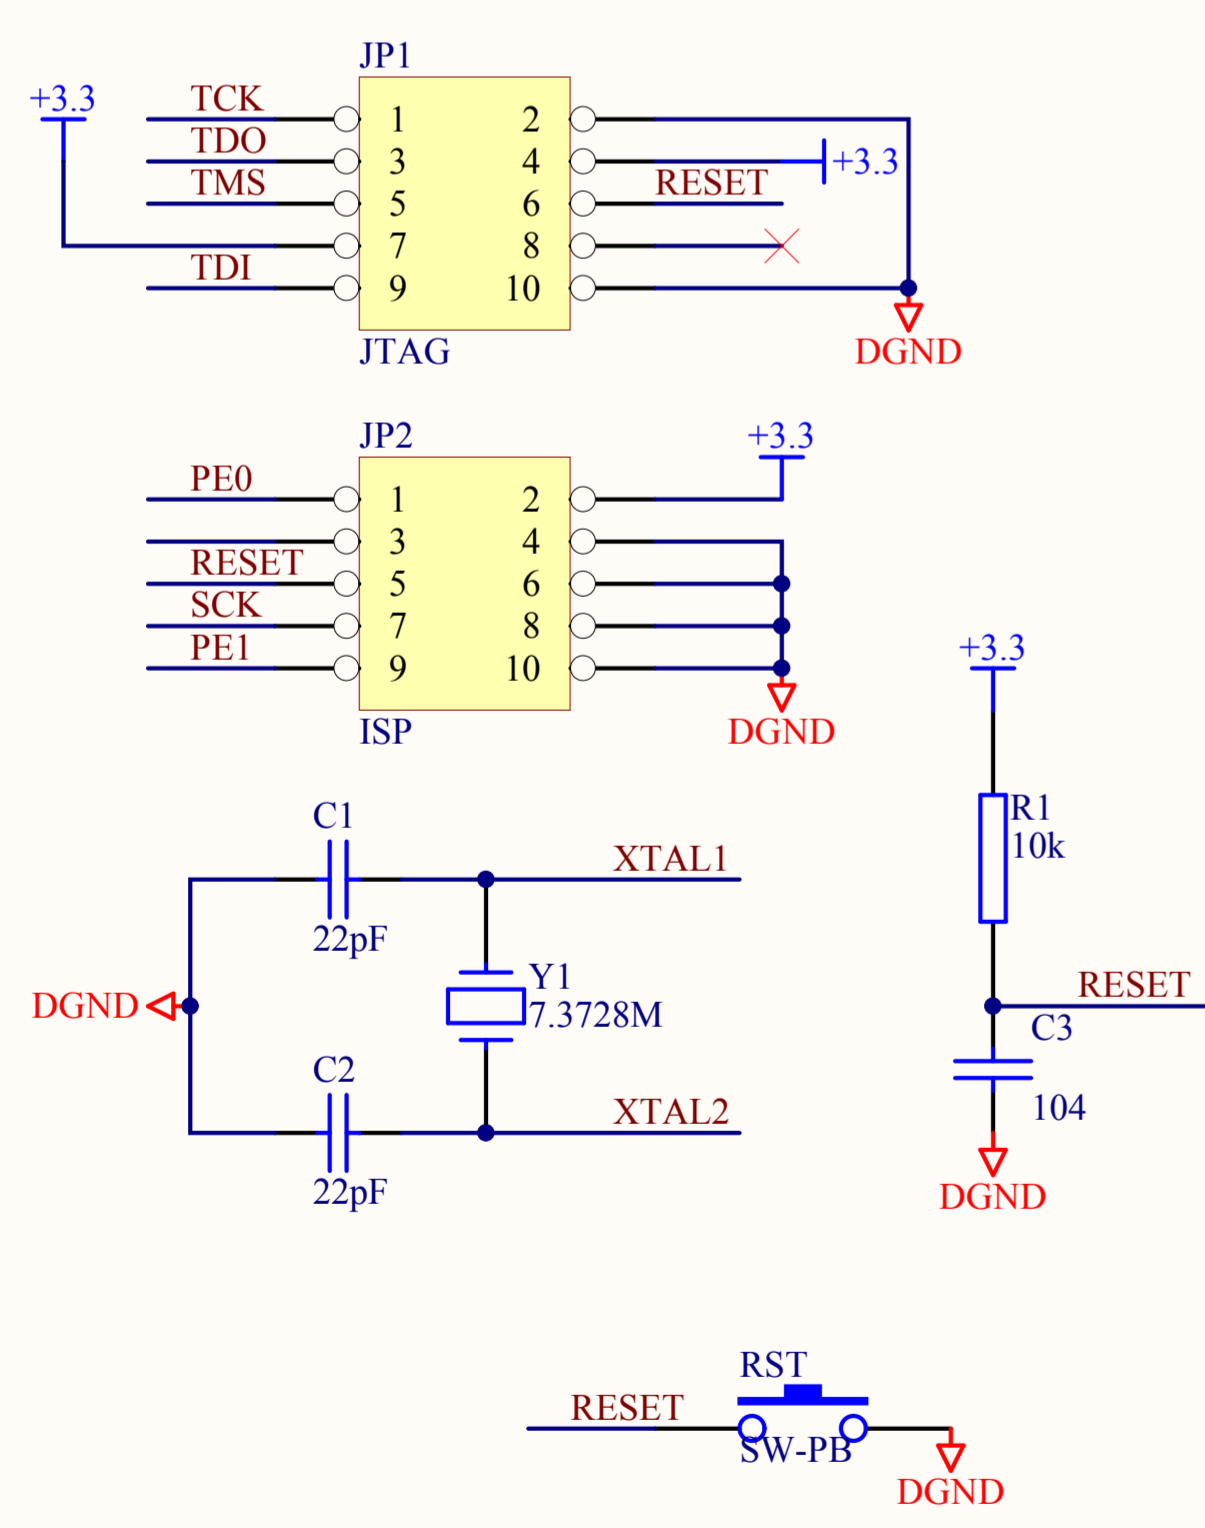 JP1
+3.3
TCK
1 2
TDO
3 4
+3.3
TMS
RESET
5 6
7 8
TDI
9 10
JTAG
DGND
JP2
+3.3
PE0
1 2
3 4
RESET
5 6
SCK
7 8
PE1
9 10
ISP
DGND
+3.3
R1
10k
RESET
C3
104
DGND
C1
22pF
XTAL1
DGND
Y1
7.3728M
C2
22pF
XTAL2
RST
RESET
SW-PB
DGND